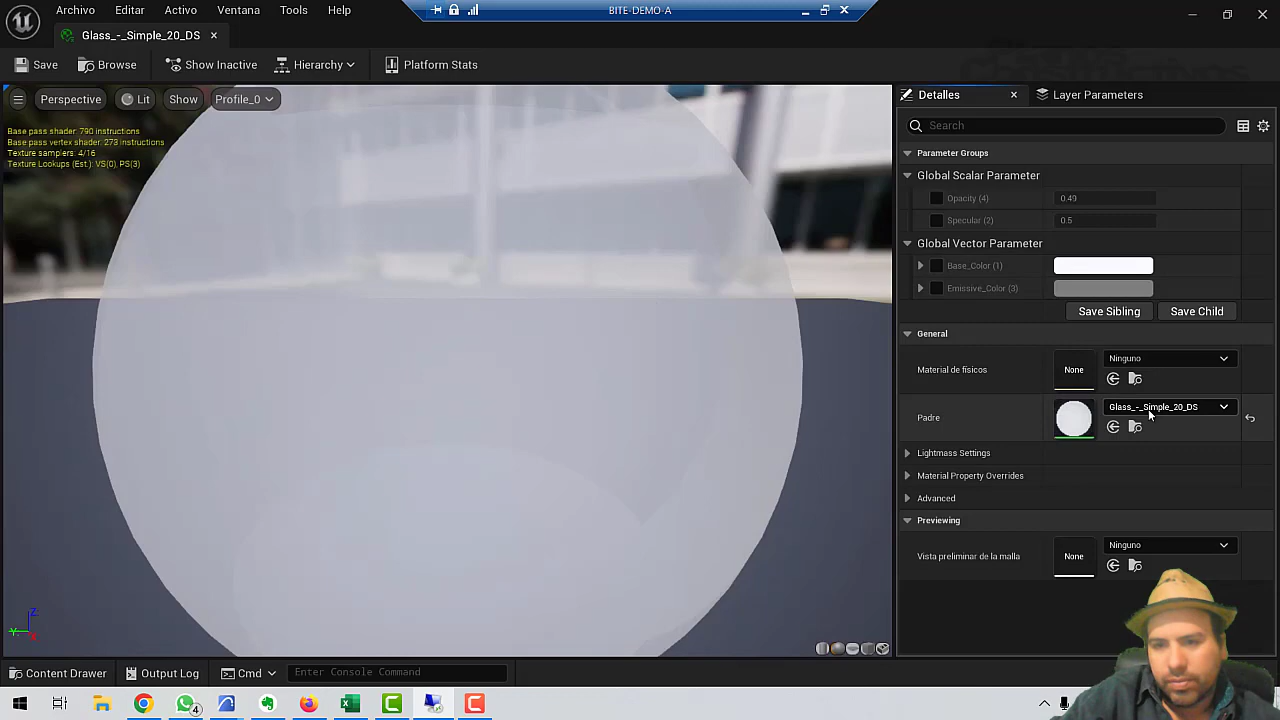 Archivo Editar Activo Ventana Tools Help
BITE-DEMO-A
Glass_-_Simple_20_DS
Save Browse Show Inactive Hierarchy Platform Stats
Perspective Lit Show Profile_0
Detalles Layer Parameters
Search
Base pass shader: 790 instructions
Base pass vertex shader: 273 instructions
Texture samplers: 4/16
Texture Lookups (Est.): VS(0), PS(3)
Parameter Groups
Global Scalar Parameter
Opacity (4) 0.49
Specular (2) 0.5
Global Vector Parameter
Base_Color (1)
Emissive_Color (3)
Save Sibling Save Child
General
Material de físicos None Ninguno
Padre Glass_-_Simple_20_DS
Lightmass Settings
Material Property Overrides
Advanced
Previewing
Vista preliminar de la malla None Ninguno
Z
Y X
Content Drawer Output Log Cmd Enter Console Command
4